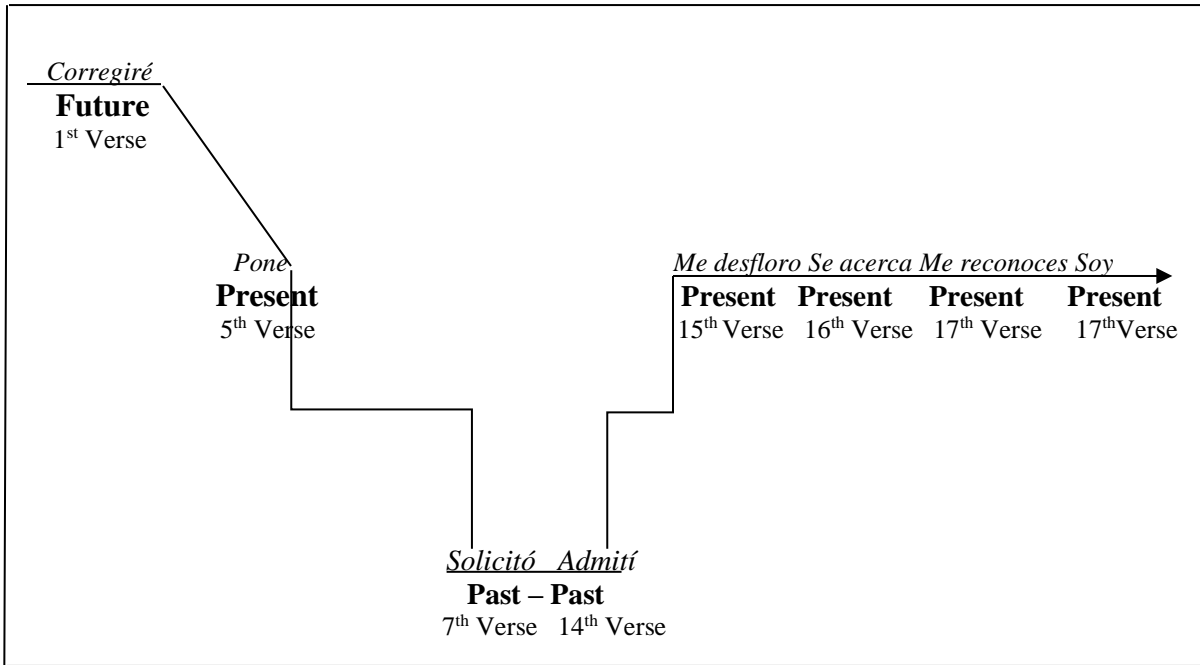 Corregiré
Future
1st Verse
Pone
Present
5th Verse
Me desfloro Se acerca Me reconoces Soy
Present Present Present Present
15th Verse 16th Verse 17th Verse 17thVerse
Solicitó Admití
Past – Past
7th Verse 14th Verse